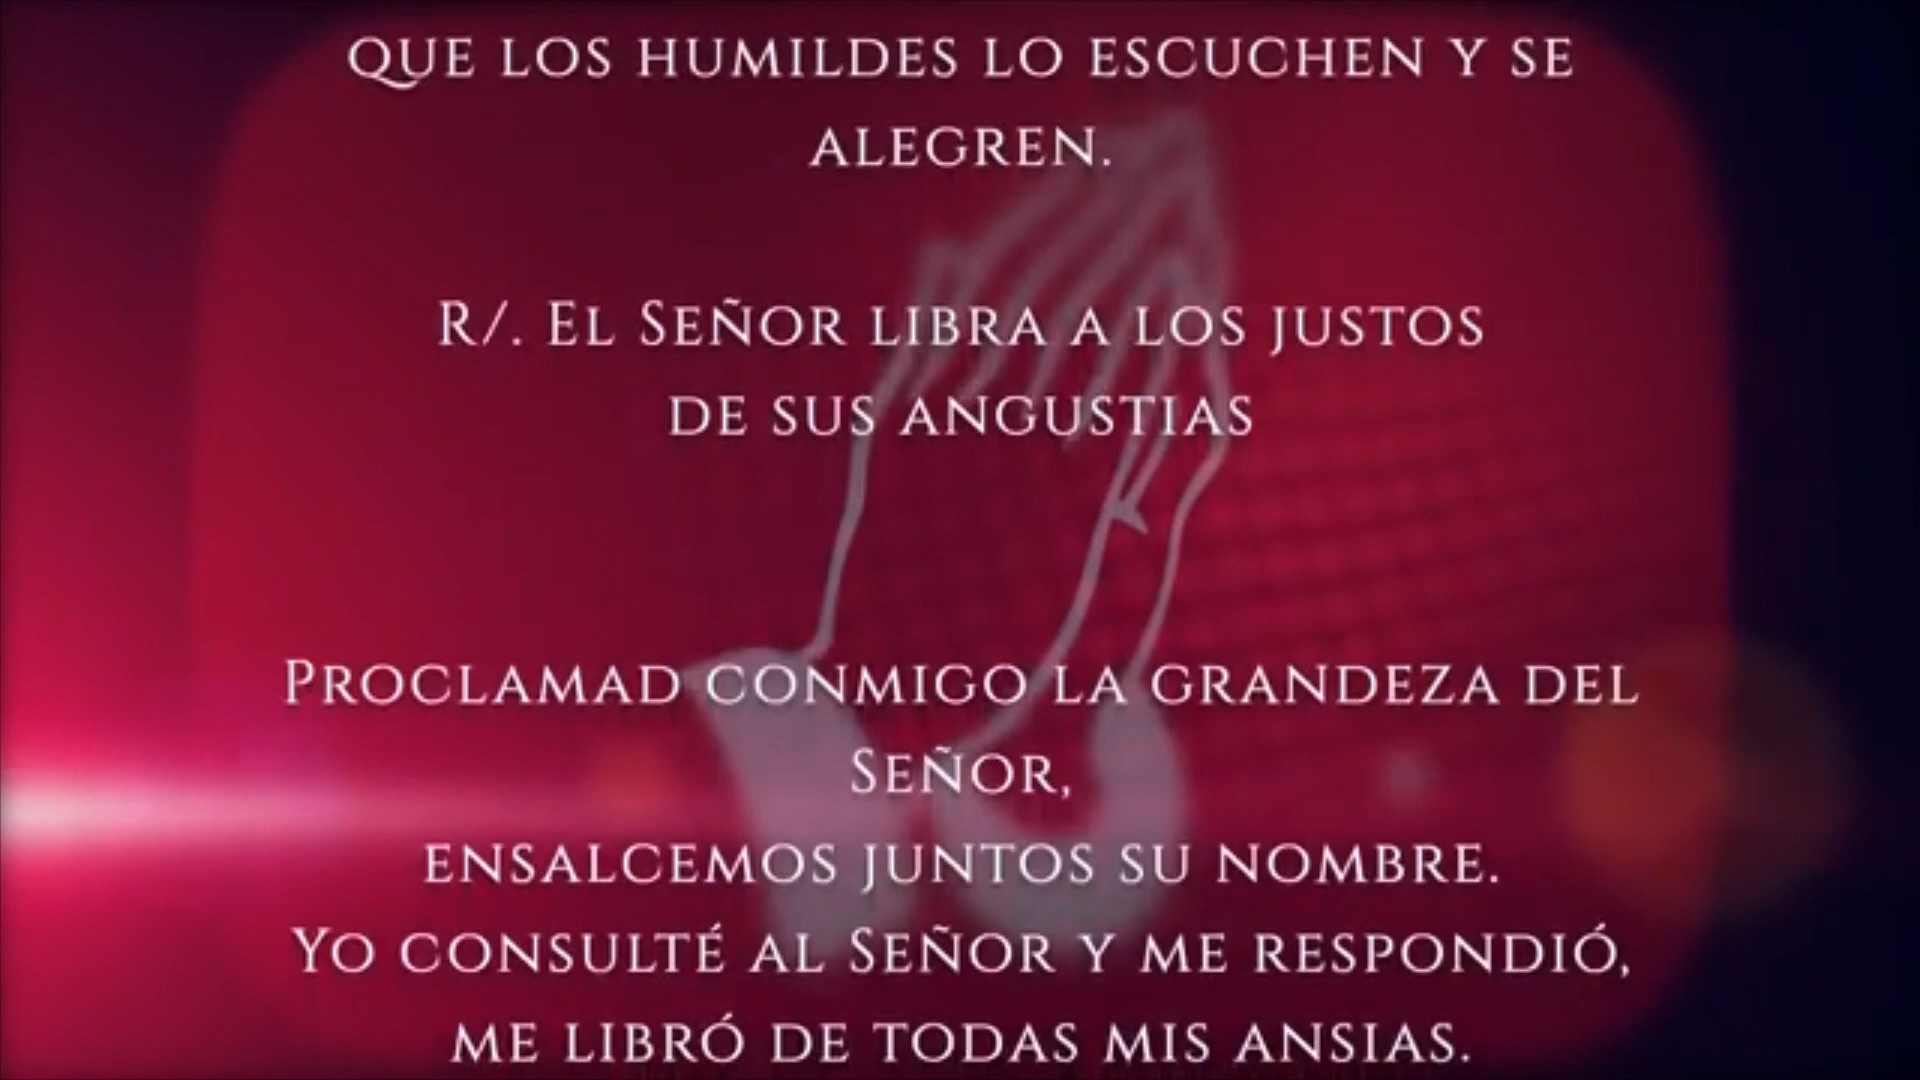 que los humildes lo escuchen y se
alegren.
R/. El Señor libra a los justos
de sus angustias
Proclamad conmigo la grandeza del
Señor,
ensalcemos juntos su nombre.
Yo consulté al Señor y me respondió,
me libró de todas mis ansias.